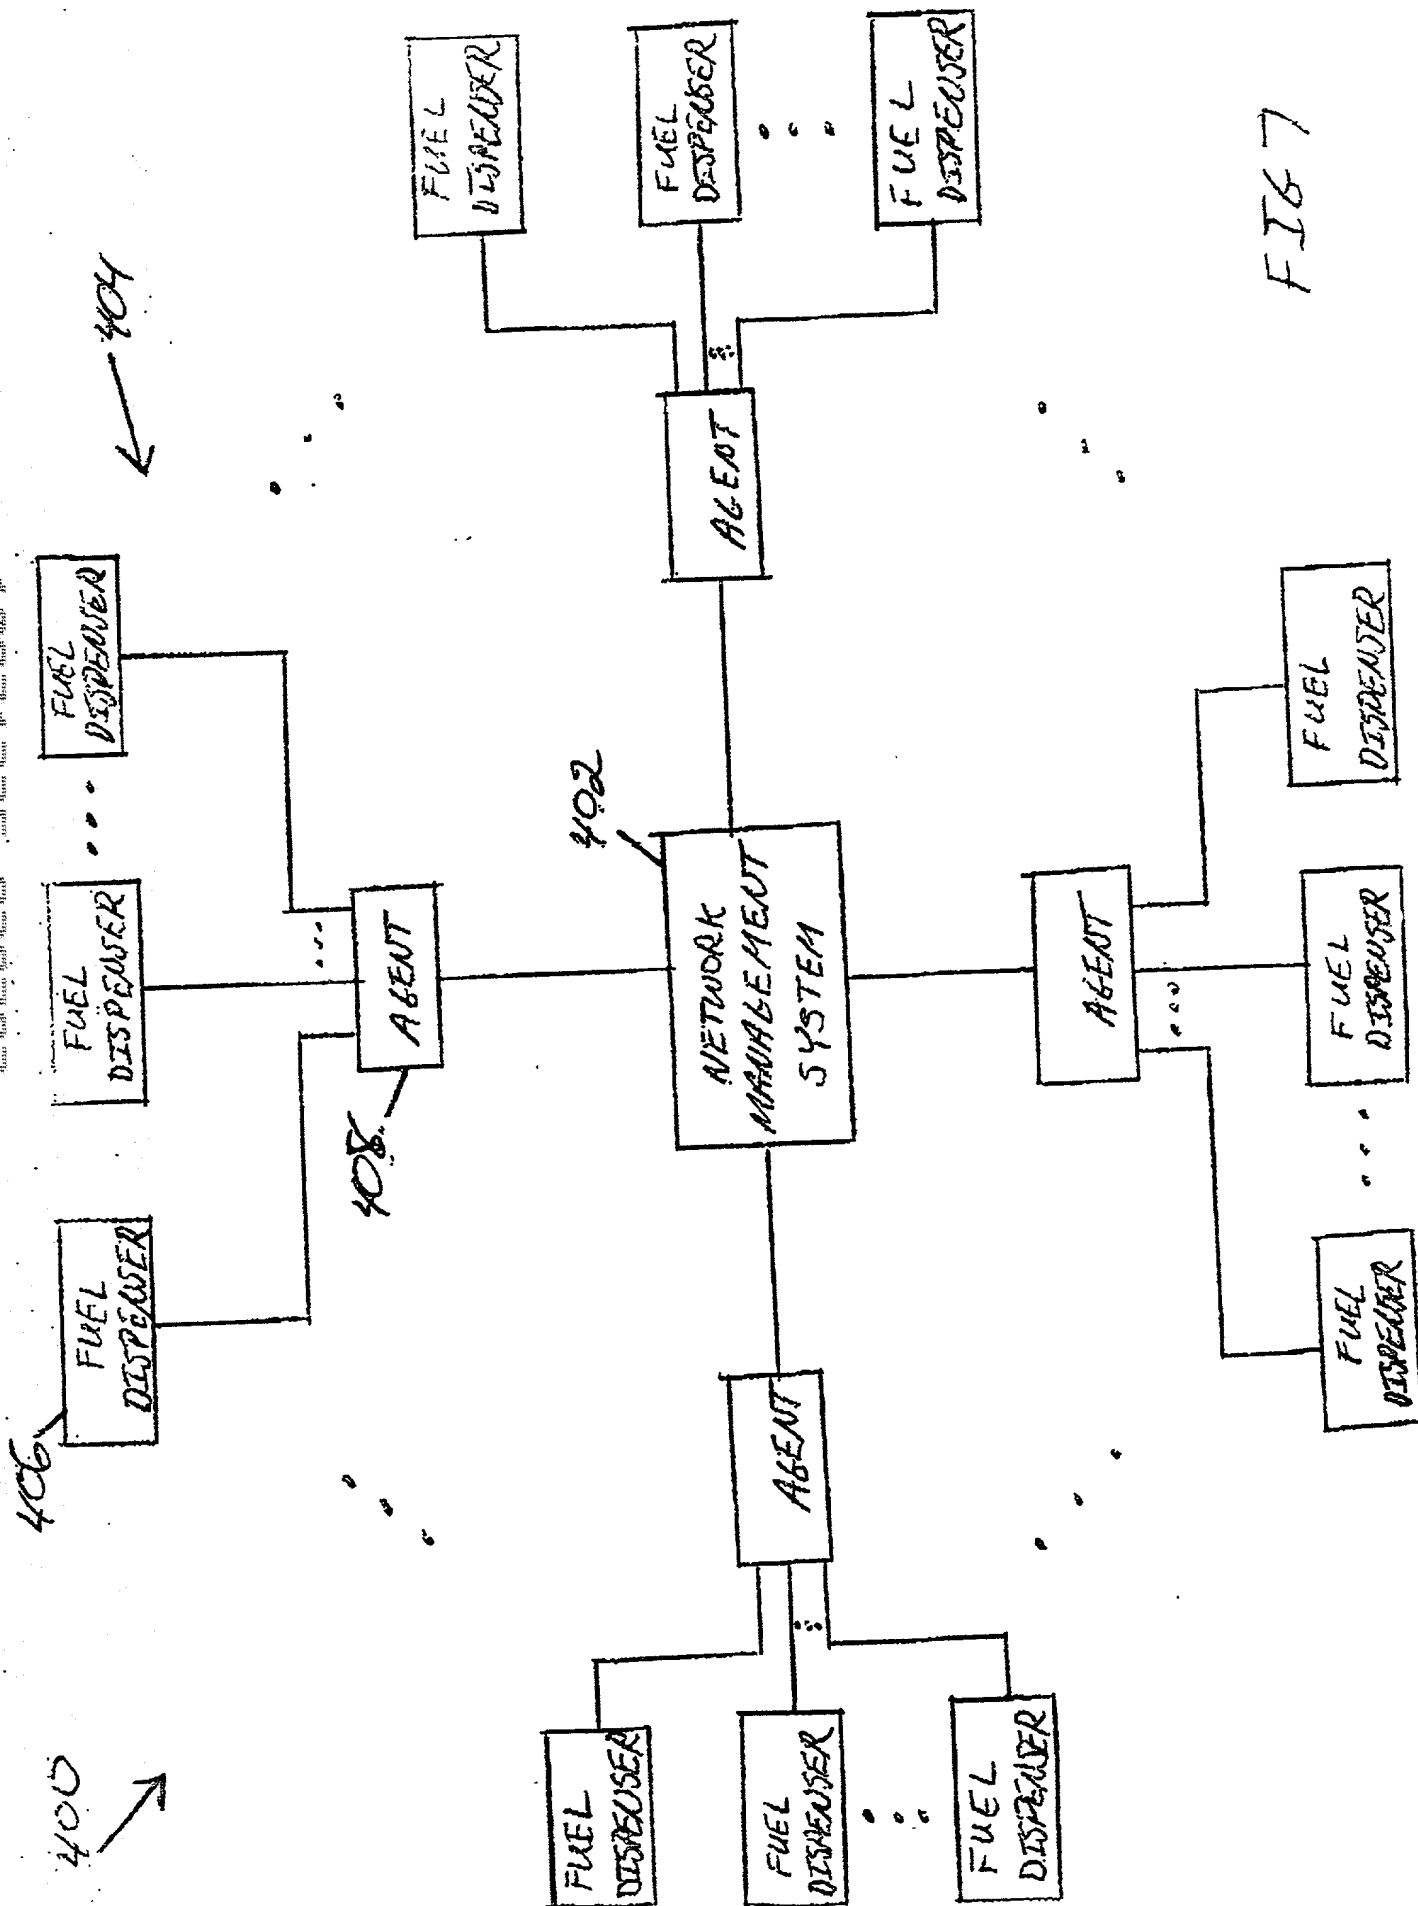 400
406
FUEL
DISPENSER
FUEL
DISPENSER
FUEL
DISPENSER
404
408
AGENT
402
FUEL
DISPENSER
FUEL
DISPENSER
FUEL
DISPENSER
AGENT
NETWORK
MANAGEMENT
SYSTEM
AGENT
FUEL
DISPENSER
FUEL
DISPENSER
FUEL
DISPENSER
AGENT
FUEL
DISPENSER
FUEL
DISPENSER
FUEL
DISPENSER
FIG 7